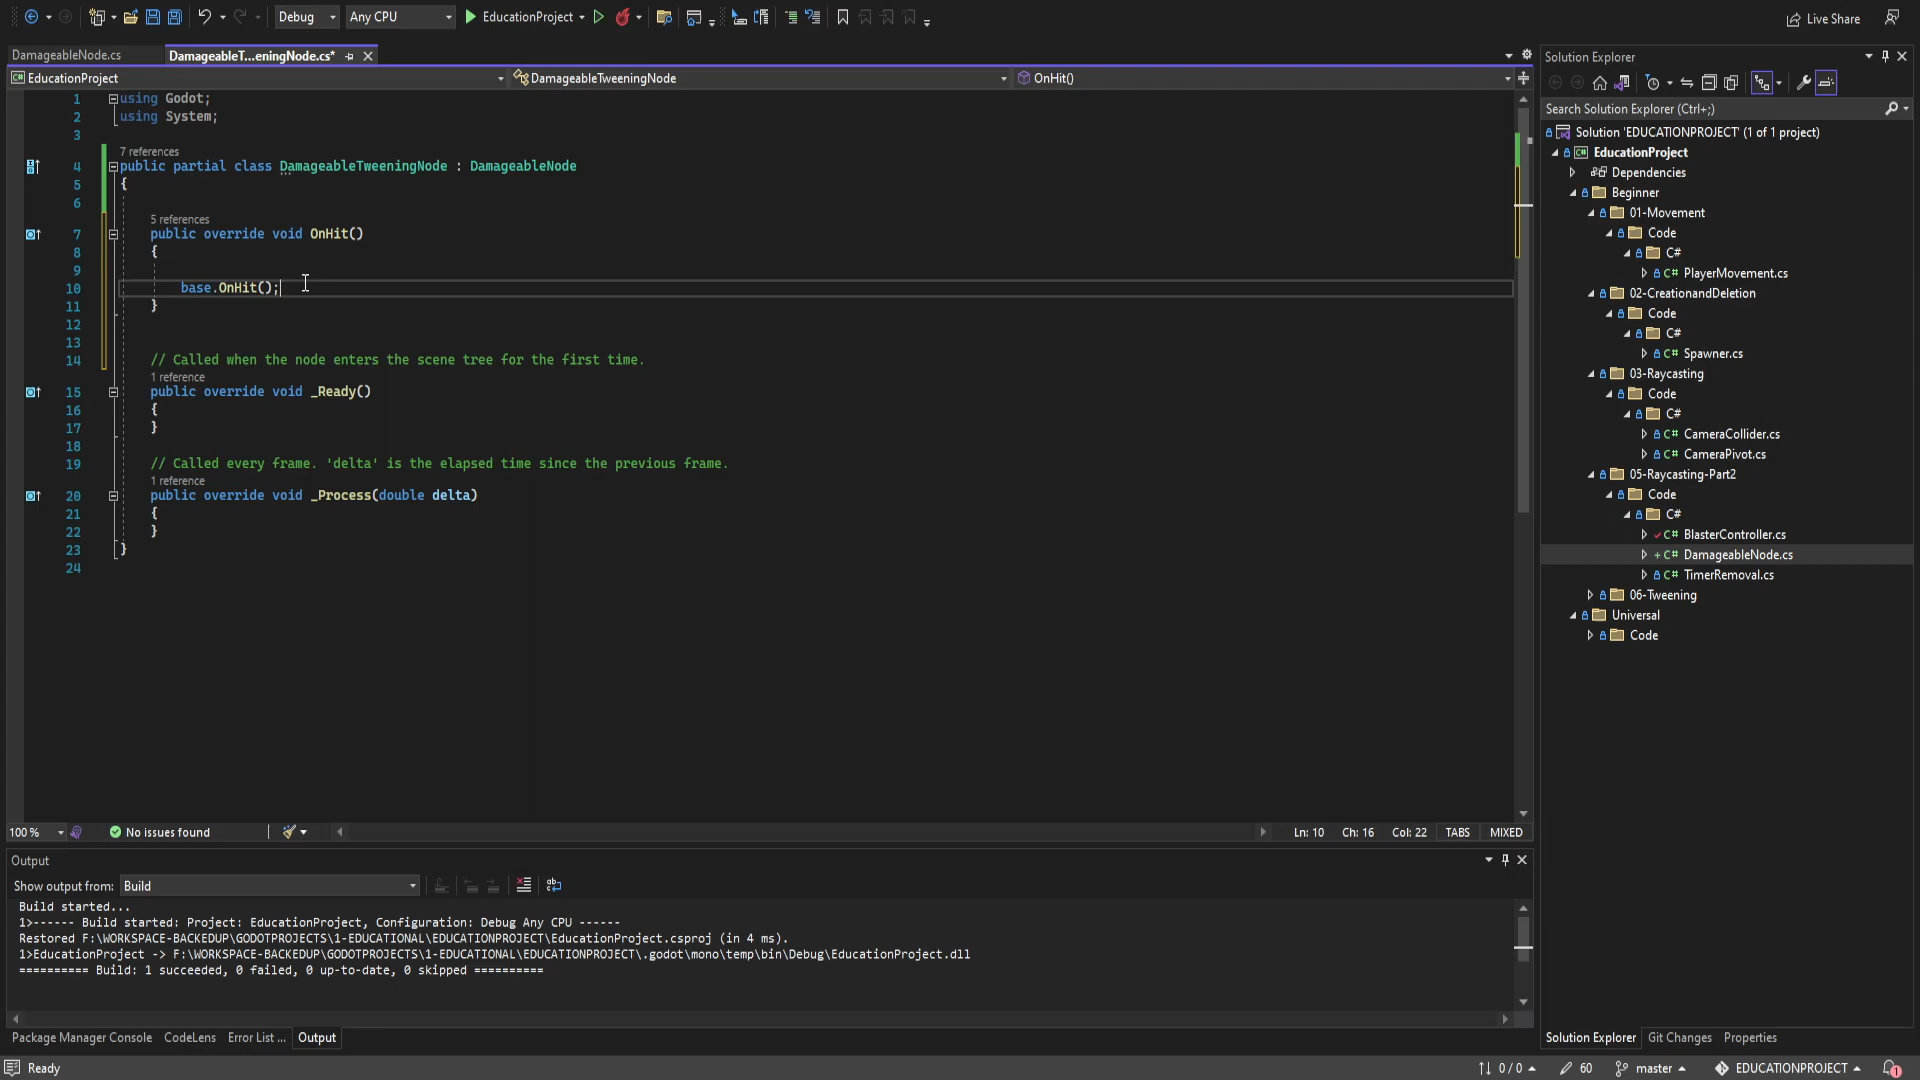 Debug Any CPU EducationProject Live Share
DamageableNode.cs DamageableT...eningNode.cs*
EducationProject DamageableTweeningNode OnHit()
1 using Godot;
2 using System;
3
7 references
4 public partial class DamageableTweeningNode : DamageableNode
5 {
6
5 references
7 public override void OnHit()
8 {
9
10 base.OnHit();
11 }
12
13
14 // Called when the node enters the scene tree for the first time.
1 reference
15 public override void _Ready()
16 {
17 }
18
19 // Called every frame. 'delta' is the elapsed time since the previous frame.
1 reference
20 public override void _Process(double delta)
21 {
22 }
23 }
24
100 % No issues found Ln: 10 Ch: 16 Col: 22 TABS MIXED
Output
Show output from: Build
Build started...
1>------ Build started: Project: EducationProject, Configuration: Debug Any CPU ------
Restored F:\WORKSPACE-BACKEDUP\GODOTPROJECTS\1-EDUCATIONAL\EDUCATIONPROJECT\EducationProject.csproj (in 4 ms).
1>EducationProject -> F:\WORKSPACE-BACKEDUP\GODOTPROJECTS\1-EDUCATIONAL\EDUCATIONPROJECT\.godot\mono\temp\bin\Debug\EducationProject.dll
========== Build: 1 succeeded, 0 failed, 0 up-to-date, 0 skipped ==========
Package Manager Console CodeLens Error List ... Output
Solution Explorer
Search Solution Explorer (Ctrl+;)
Solution 'EDUCATIONPROJECT' (1 of 1 project)
C# EducationProject
Dependencies
Beginner
01-Movement
Code
C#
C# PlayerMovement.cs
02-CreationandDeletion
Code
C#
C# Spawner.cs
03-Raycasting
Code
C#
C# CameraCollider.cs
C# CameraPivot.cs
05-Raycasting-Part2
Code
C#
C# BlasterController.cs
C# DamageableNode.cs
C# TimerRemoval.cs
06-Tweening
Universal
Code
Solution Explorer Git Changes Properties
Ready 0 / 0 60 master EDUCATIONPROJECT 1